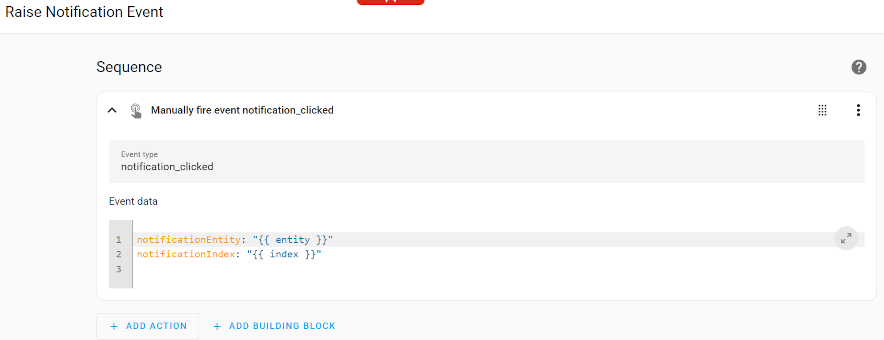 Raise Notification Event
Sequence
Manually fire event notification_clicked
Event type
notification_clicked
Event data
1 notificationEntity: "{{ entity }}"
2 notificationIndex: "{{ index }}"
3
+ ADD ACTION + ADD BUILDING BLOCK